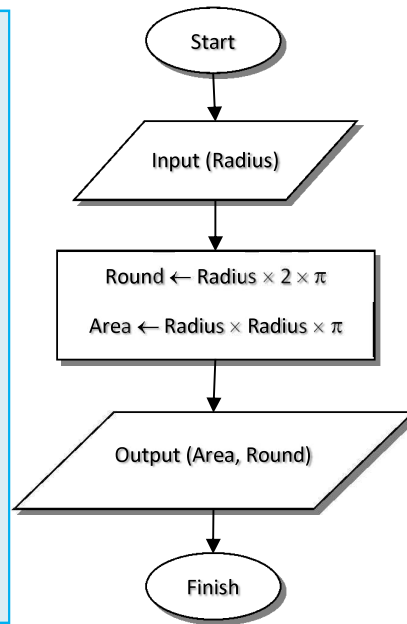 Start
Input (Radius)
Round ← Radius × 2 × π
Area ← Radius × Radius × π
Output (Area, Round)
Finish